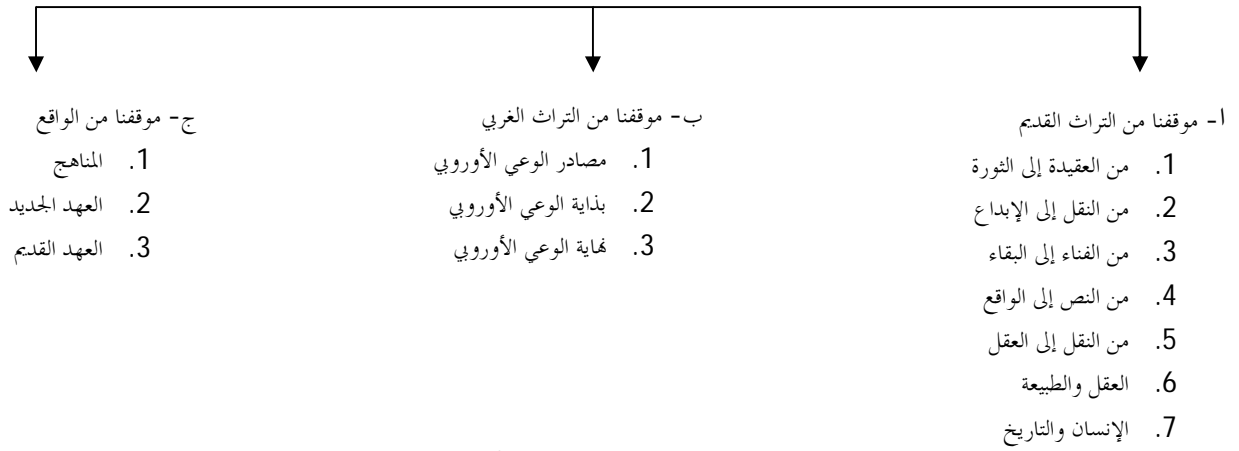 ا- موقفنا من التراث القديم
1. من العقيدة إلى الثورة
2. من النقل إلى الإبداع
3. من الفناء إلى البقاء
4. من النص إلى الواقع
5. من النقل إلى العقل
6. العقل والطبيعة
7. الإنسان والتاريخ
ب- موقفنا من التراث الغربي
1. مصادر الوعي الأوروبي
2. بذاية الوعي الأوروبي
3. نهاية الوعي الأوروبي
ج- موقفنا من الواقع
1. المناهج
2. العهد الجديد
3. العهد القديم